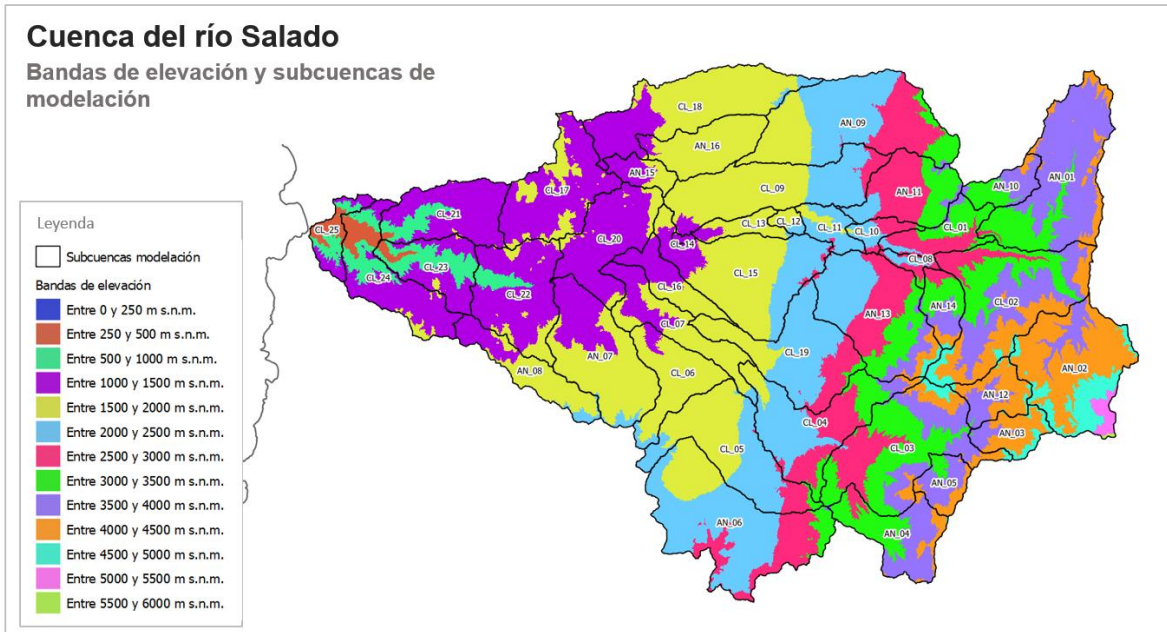 Cuenca del río Salado
Bandas de elevación y subcuencas de
modelación
Leyenda
Subcuencas modelación
Bandas de elevación
Entre 0 y 250 m s.n.m.
Entre 250 y 500 m s.n.m.
Entre 500 y 1000 m s.n.m.
Entre 1000 y 1500 m s.n.m.
Entre 1500 y 2000 m s.n.m.
Entre 2000 y 2500 m s.n.m.
Entre 2500 y 3000 m s.n.m.
Entre 3000 y 3500 m s.n.m.
Entre 3500 y 4000 m s.n.m.
Entre 4000 y 4500 m s.n.m.
Entre 4500 y 5000 m s.n.m.
Entre 5000 y 5500 m s.n.m.
Entre 5500 y 6000 m s.n.m.
CL_18
AN_09
AN_16
AN_15
AN_01
AN_10
CL_17
CL_09
AN_11
CL_21
CL_13
CL_12
CL_11
CL_10
CL_01
CL_25
CL_20
CL_14
CL_08
CL_24
CL_23
CL_22
CL_15
CL_16
CL_02
AN_14
AN_13
CL_07
CL_19
AN_07
AN_08
CL_06
AN_02
AN_12
CL_04
AN_03
CL_05
CL_03
AN_05
AN_06
AN_04